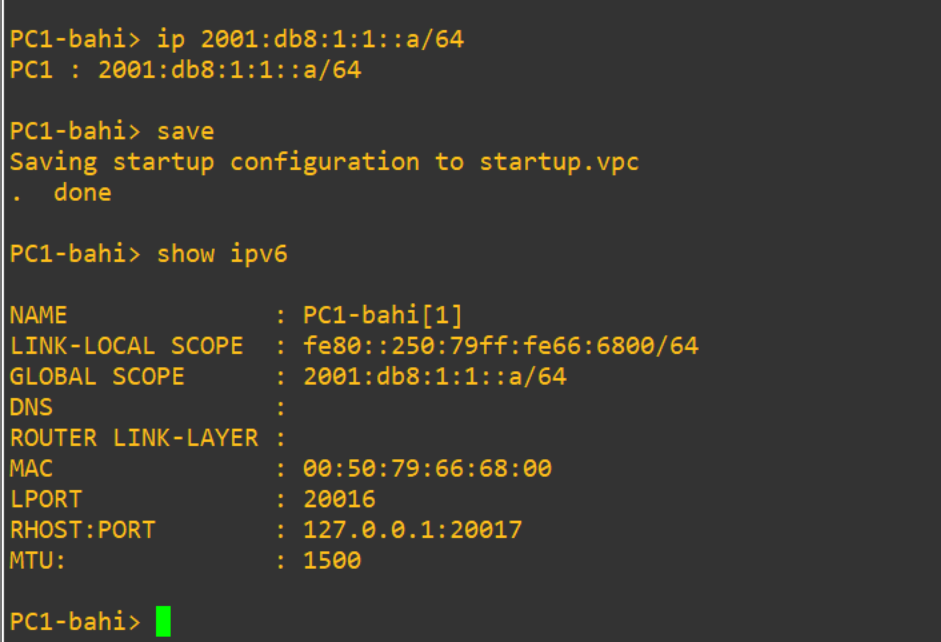 PC1-bahi> ip 2001:db8:1:1::a/64
PC1 : 2001:db8:1:1::a/64
PC1-bahi> save
Saving startup configuration to startup.vpc
.  done
PC1-bahi> show ipv6
NAME              : PC1-bahi[1]
LINK-LOCAL SCOPE  : fe80::250:79ff:fe66:6800/64
GLOBAL SCOPE      : 2001:db8:1:1::a/64
DNS               :
ROUTER LINK-LAYER :
MAC               : 00:50:79:66:68:00
LPORT             : 20016
RHOST:PORT        : 127.0.0.1:20017
MTU:              : 1500
PC1-bahi>